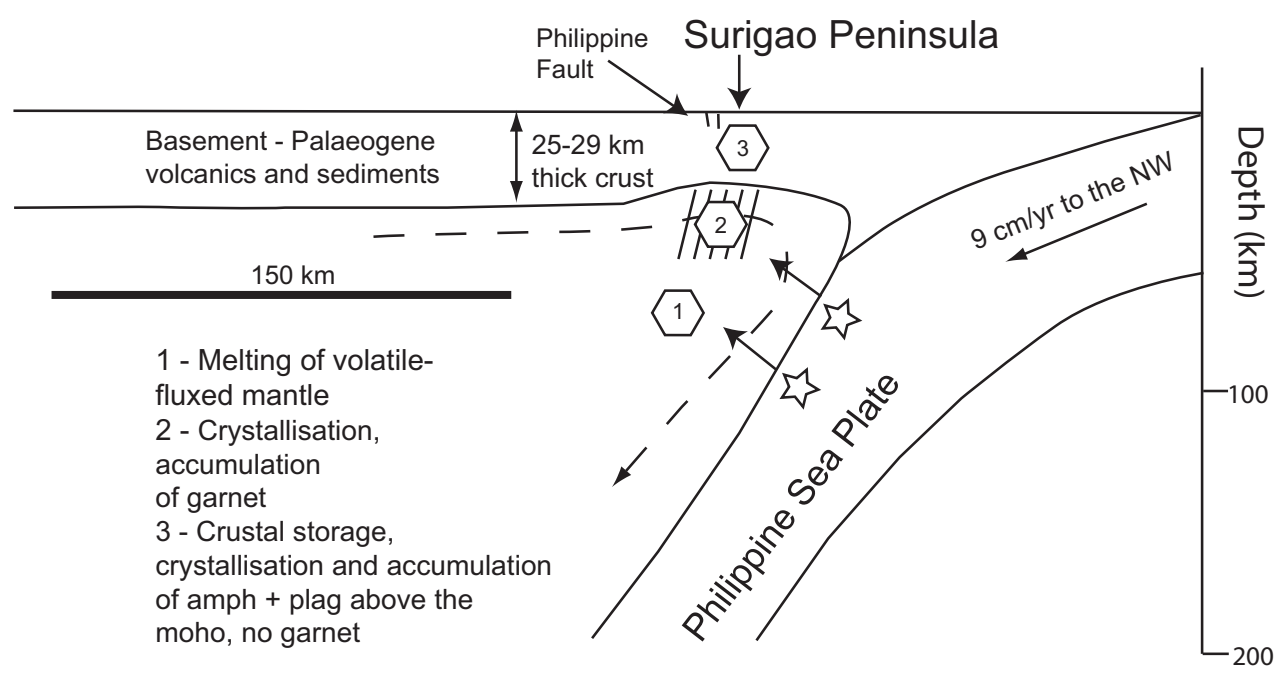 Surigao Peninsula
Philippine
Fault
Basement - Palaeogene
volcanics and sediments
25-29 km
thick crust
3
2
1
9 cm/yr to the NW
Depth (km)
150 km
1 - Melting of volatile-
fluxed mantle
2 - Crystallisation,
accumulation
of garnet
3 - Crustal storage,
crystallisation and accumulation
of amph + plag above the
moho, no garnet
Philippine Sea Plate
100
200